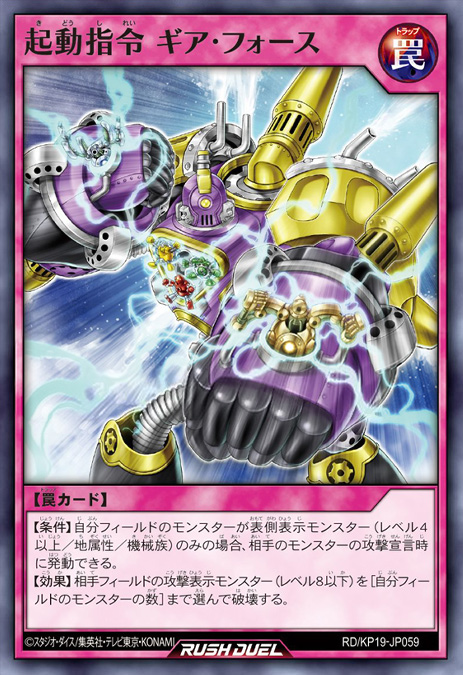 起動指令 ギア・フォース
トラップ
罠
【罠カード】
【条件】自分フィールドのモンスターが表側表示モンスター(レベル4
以上/地属性/機械族)のみの場合、相手のモンスターの攻撃宣言時
に発動できる。
【効果】相手フィールドの攻撃表示モンスター(レベル8以下)を[自分フィー
ルドのモンスターの数]まで選んで破壊する。
©スタジオ・ダイス/集英社・テレビ東京・KONAMI
RUSH DUEL
RD/KP19-JP059